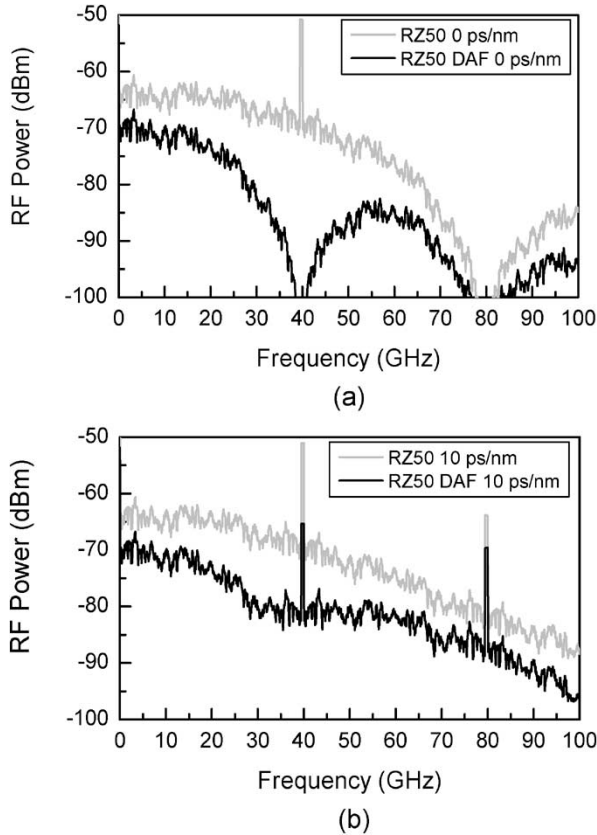 -50
-60
-70
-80
-90
-100
RF Power (dBm)
RZ50 0 ps/nm
RZ50 DAF 0 ps/nm
0 10 20 30 40 50 60 70 80 90 100
Frequency (GHz)
(a)
-50
-60
-70
-80
-90
-100
RF Power (dBm)
RZ50 10 ps/nm
RZ50 DAF 10 ps/nm
0 10 20 30 40 50 60 70 80 90 100
Frequency (GHz)
(b)